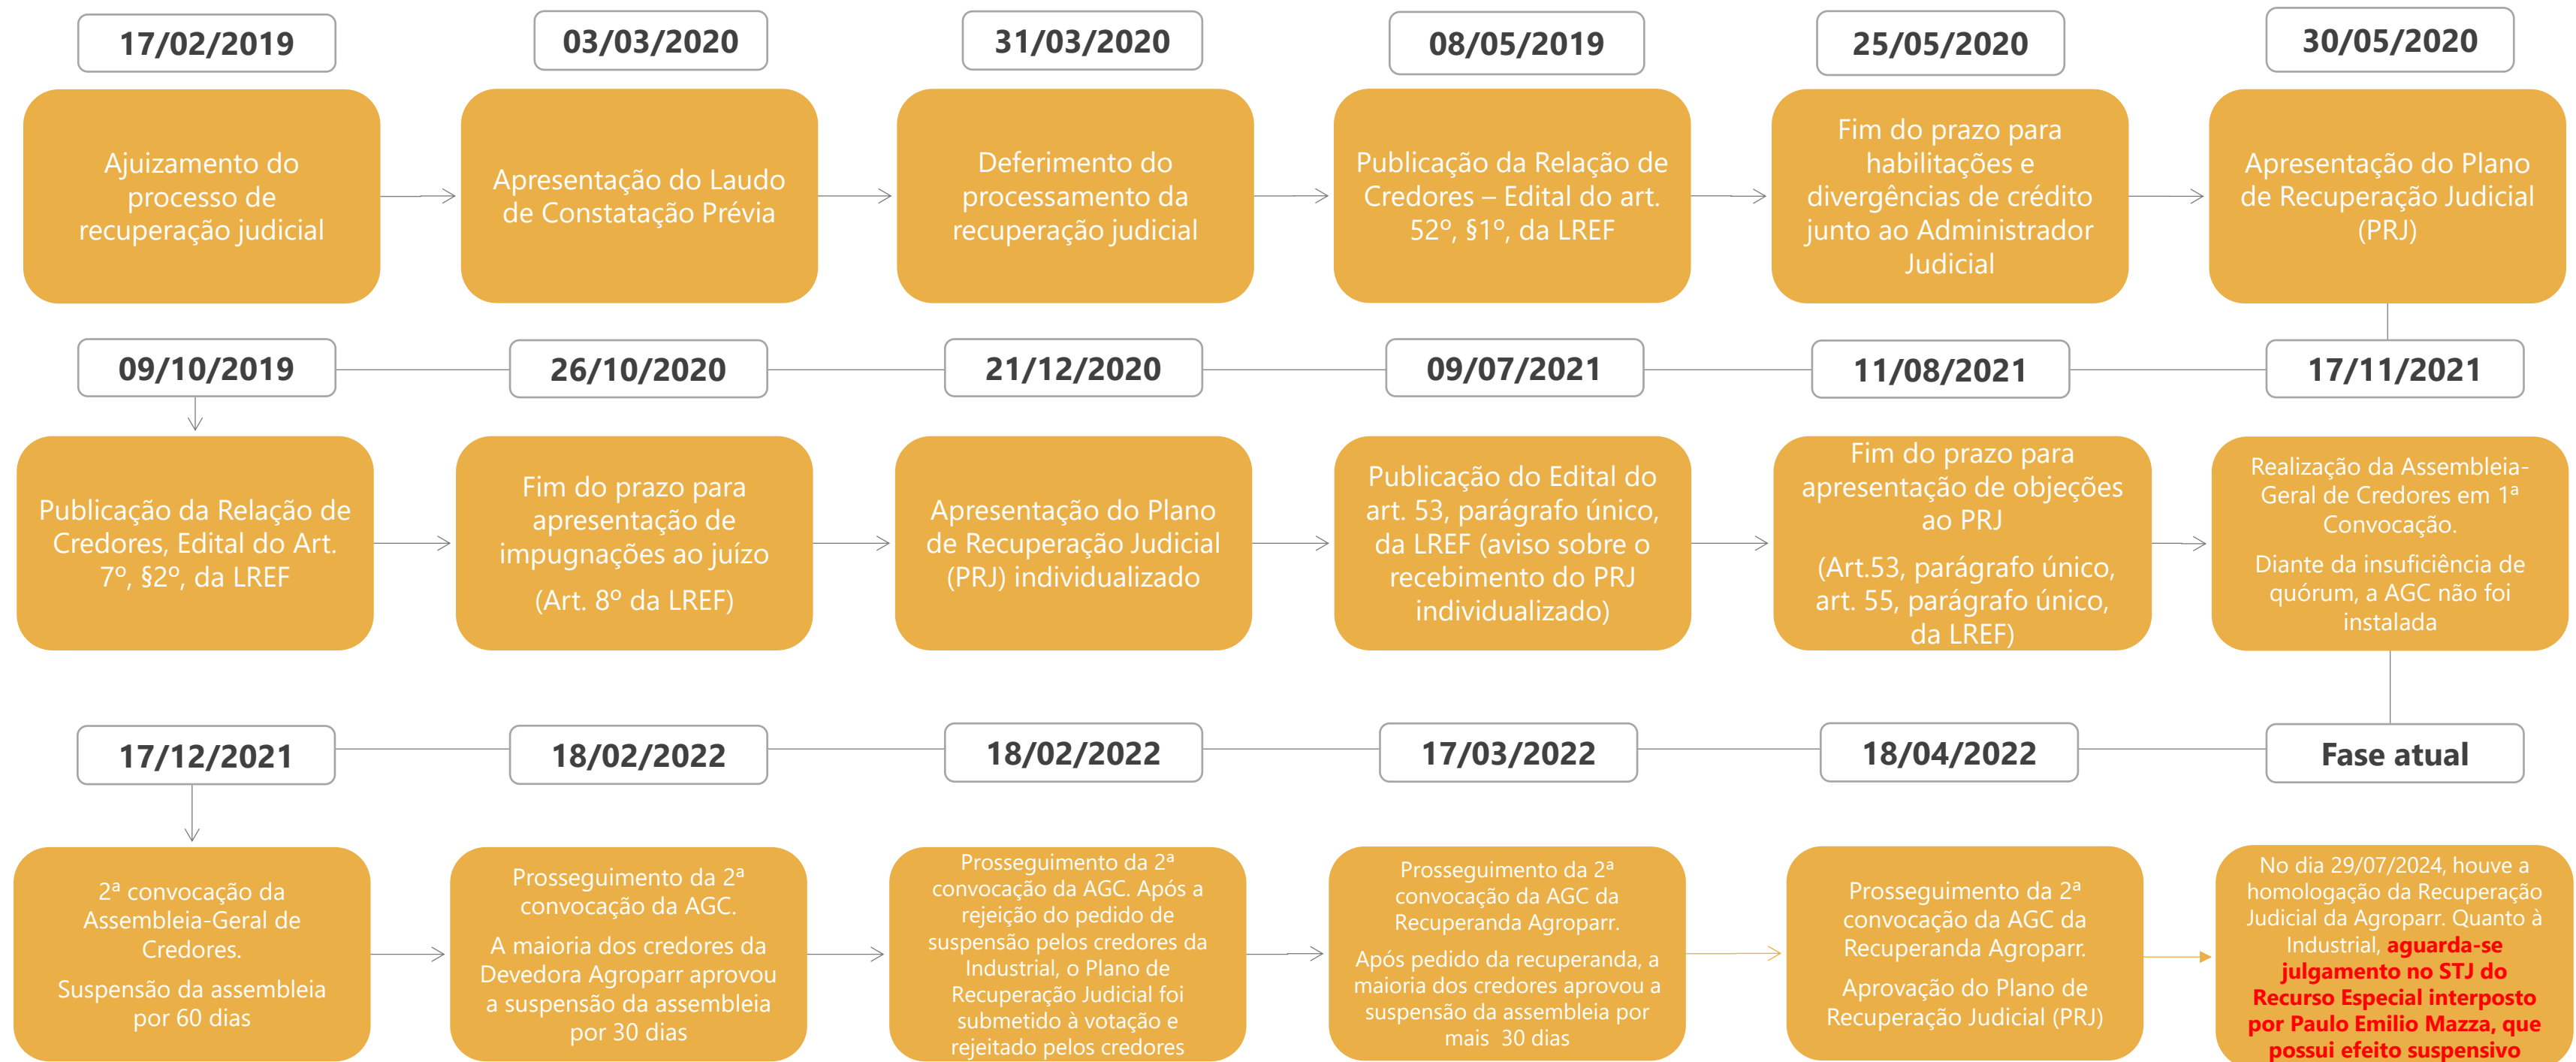 17/02/2019
03/03/2020
31/03/2020
08/05/2019
25/05/2020
30/05/2020
Ajuizamento do
processo de
recuperação judicial
Apresentação do Laudo
de Constatação Prévia
Deferimento do
processamento da
recuperação judicial
Publicação da Relação de
Credores – Edital do art.
52º, §1º, da LREF
Fim do prazo para
habilitações e
divergências de crédito
junto ao Administrador
Judicial
Apresentação do Plano
de Recuperação Judicial
(PRJ)
09/10/2019
26/10/2020
21/12/2020
09/07/2021
11/08/2021
17/11/2021
Publicação da Relação de
Credores, Edital do Art.
7º, §2º, da LREF
Fim do prazo para
apresentação de
impugnações ao juízo
(Art. 8º da LREF)
Apresentação do Plano
de Recuperação Judicial
(PRJ) individualizado
Publicação do Edital do
art. 53, parágrafo único,
da LREF (aviso sobre o
recebimento do PRJ
individualizado)
Fim do prazo para
apresentação de objeções
ao PRJ
(Art.53, parágrafo único,
art. 55, parágrafo único,
da LREF)
Realização da Assembleia-
Geral de Credores em 1ª
Convocação.
Diante da insuficiência de
quórum, a AGC não foi
instalada
17/12/2021
18/02/2022
18/02/2022
17/03/2022
18/04/2022
Fase atual
2ª convocação da
Assembleia-Geral de
Credores.
Suspensão da assembleia
por 60 dias
Prosseguimento da 2ª
convocação da AGC.
A maioria dos credores da
Devedora Agroparr aprovou
a suspensão da assembleia
por 30 dias
Prosseguimento da 2ª
convocação da AGC. Após a
rejeição do pedido de
suspensão pelos credores da
Industrial, o Plano de
Recuperação Judicial foi
submetido à votação e
rejeitado pelos credores
Prosseguimento da 2ª
convocação da AGC da
Recuperanda Agroparr.
Após pedido da recuperanda, a
maioria dos credores aprovou a
suspensão da assembleia por
mais 30 dias
Prosseguimento da 2ª
convocação da AGC da
Recuperanda Agroparr.
Aprovação do Plano de
Recuperação Judicial (PRJ)
No dia 29/07/2024, houve a
homologação da Recuperação
Judicial da Agroparr. Quanto à
Industrial, aguarda-se
julgamento no STJ do
Recurso Especial interposto
por Paulo Emilio Mazza, que
possui efeito suspensivo